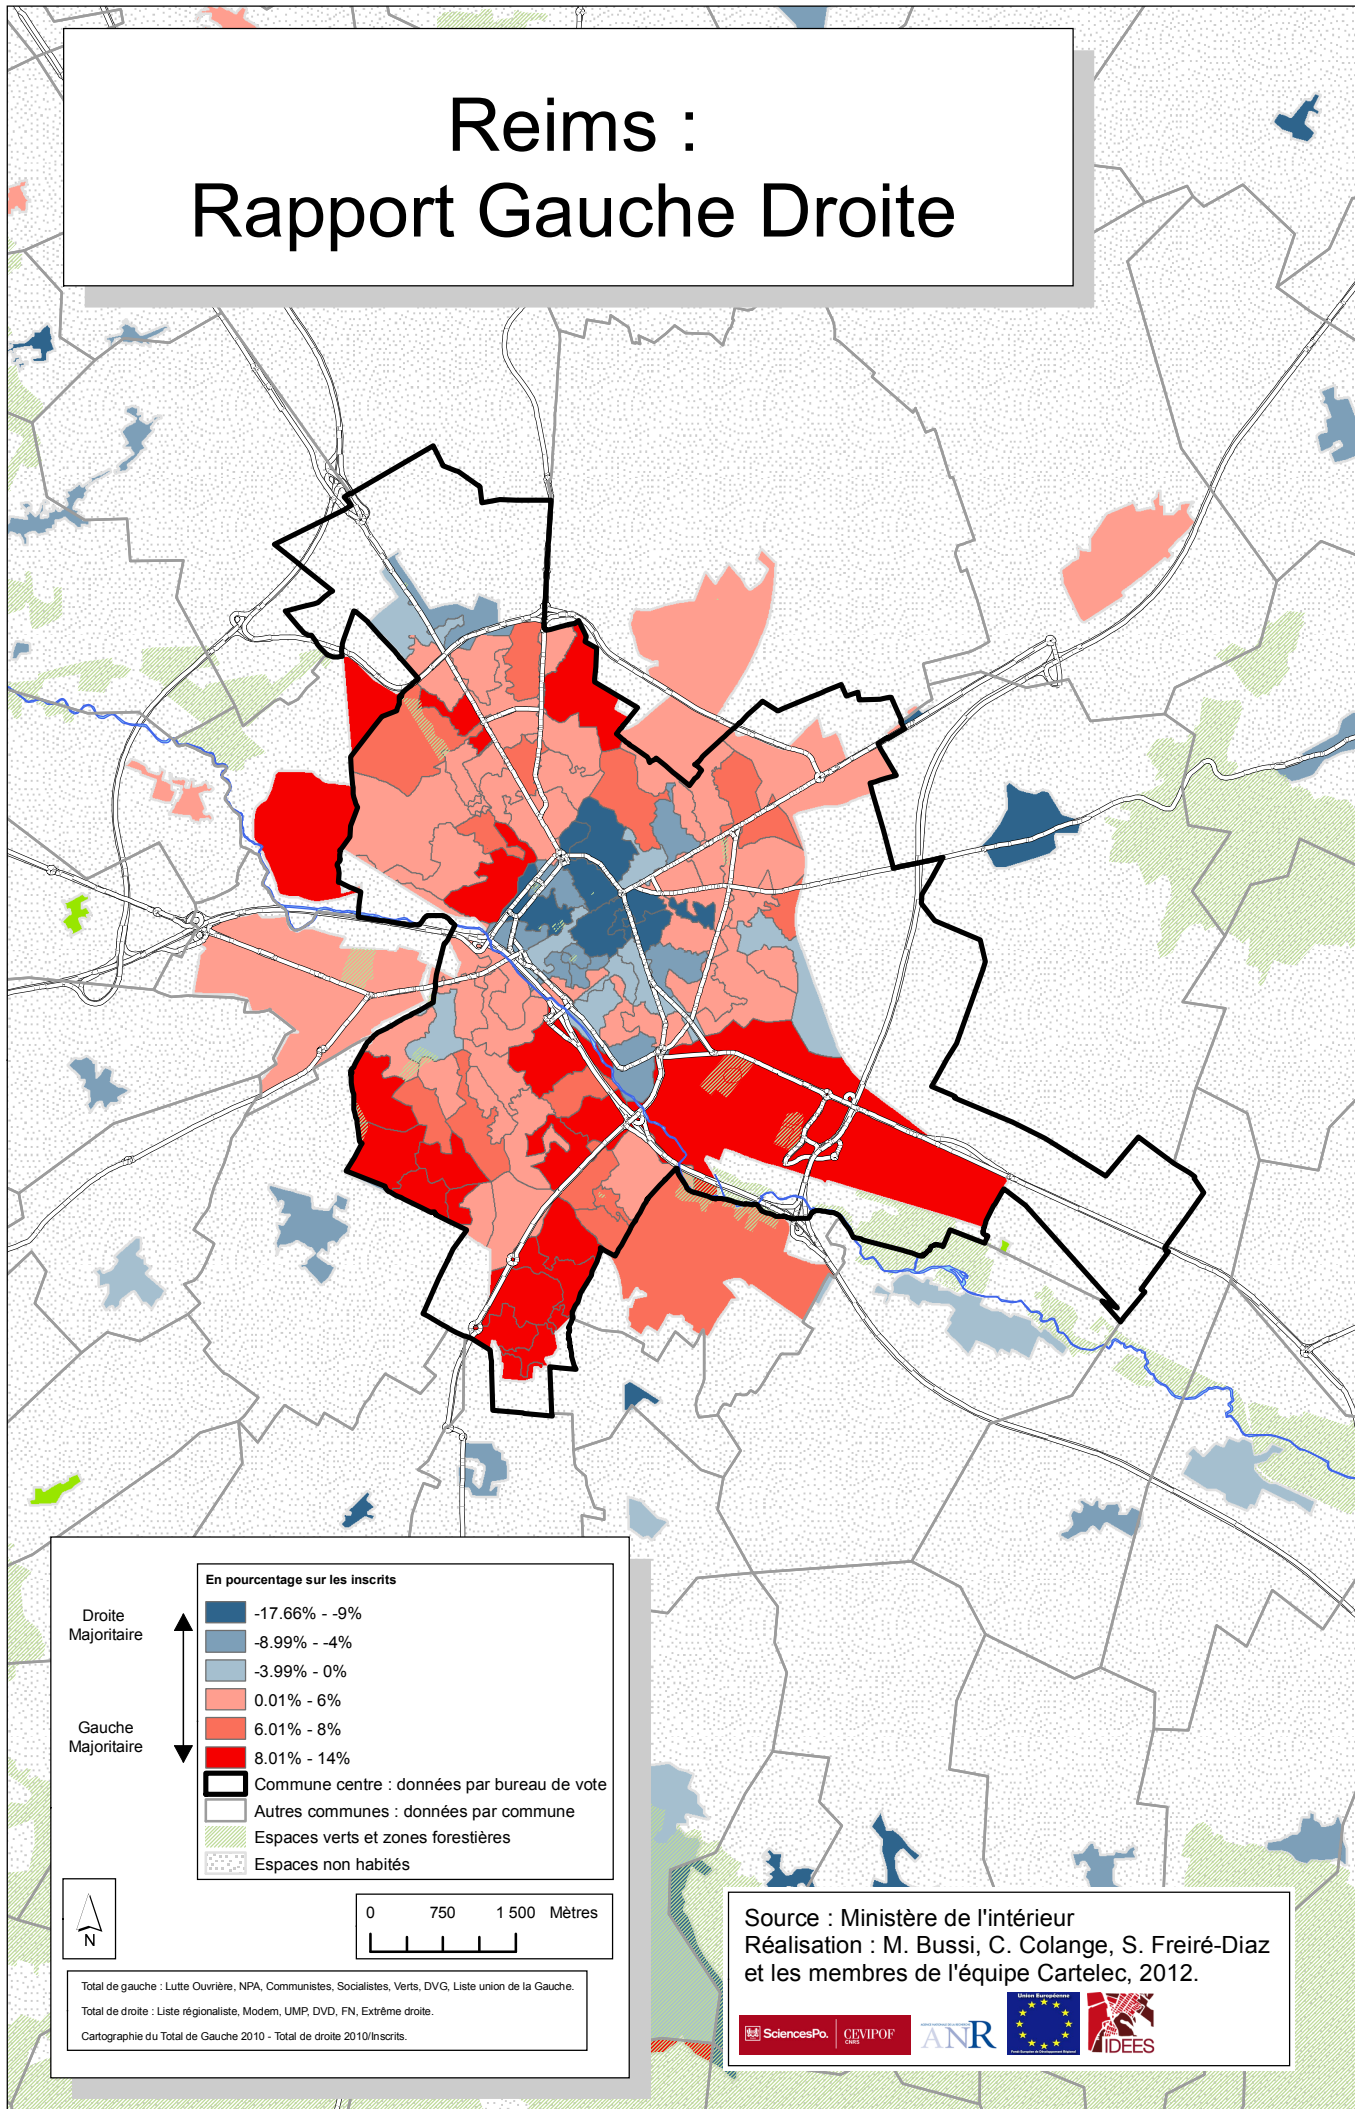 Reims :
Rapport Gauche Droite
En pourcentage sur les inscrits
Droite
Majoritaire
Gauche
Majoritaire
-17.66% - -9%
-8.99% - -4%
-3.99% - 0%
0.01% - 6%
6.01% - 8%
8.01% - 14%
Commune centre : données par bureau de vote
Autres communes : données par commune
Espaces verts et zones forestières
Espaces non habités
N
0 750 1 500 Mètres
Total de gauche : Lutte Ouvrière, NPA, Communistes, Socialistes, Verts, DVG, Liste union de la Gauche.
Total de droite : Liste régionaliste, Modem, UMP, DVD, FN, Extrême droite.
Cartographie du Total de Gauche 2010 - Total de droite 2010/Inscrits.
Source : Ministère de l'intérieur
Réalisation : M. Bussi, C. Colange, S. Freiré-Diaz
et les membres de l'équipe Cartelec, 2012.
SciencesPo.
CEVIPOF
CNRS
ANR
Union Européenne
IDEES